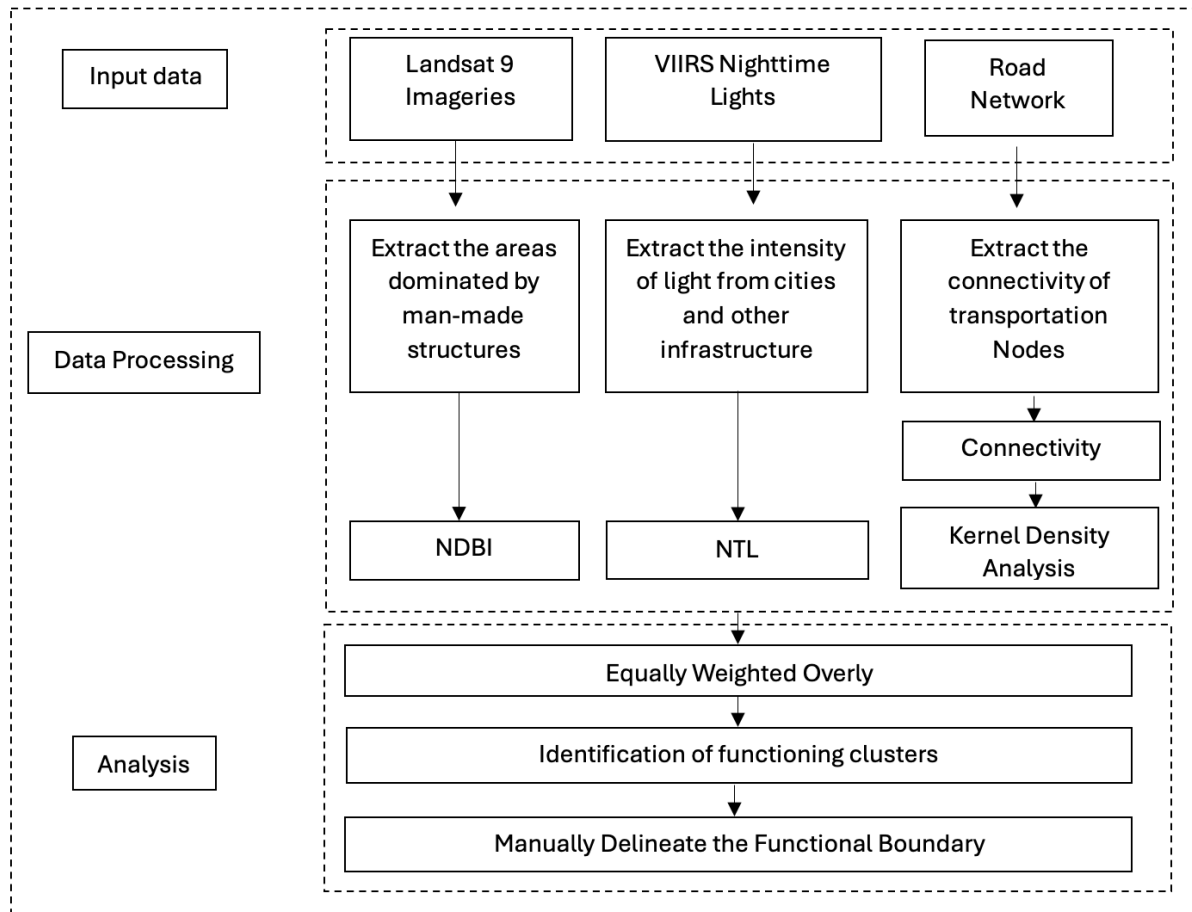 Input data
Landsat 9
Imageries
VIIRS Nighttime
Lights
Road
Network
Data Processing
Extract the areas
dominated by
man-made
structures
Extract the intensity
of light from cities
and other
infrastructure
Extract the
connectivity of
transportation
Nodes
Connectivity
NDBI
NTL
Kernel Density
Analysis
Analysis
Equally Weighted Overly
Identification of functioning clusters
Manually Delineate the Functional Boundary